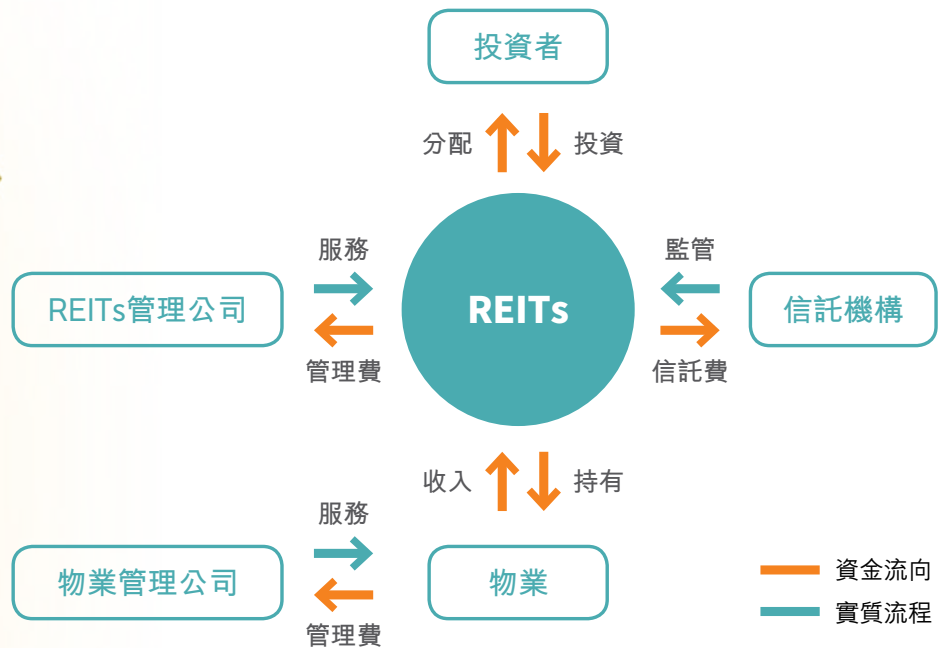 投資者
分配
投資
服務
監管
REITs管理公司
REITs
信託機構
管理費
信託費
收入
持有
服務
物業管理公司
物業
資金流向
實質流程
管理費